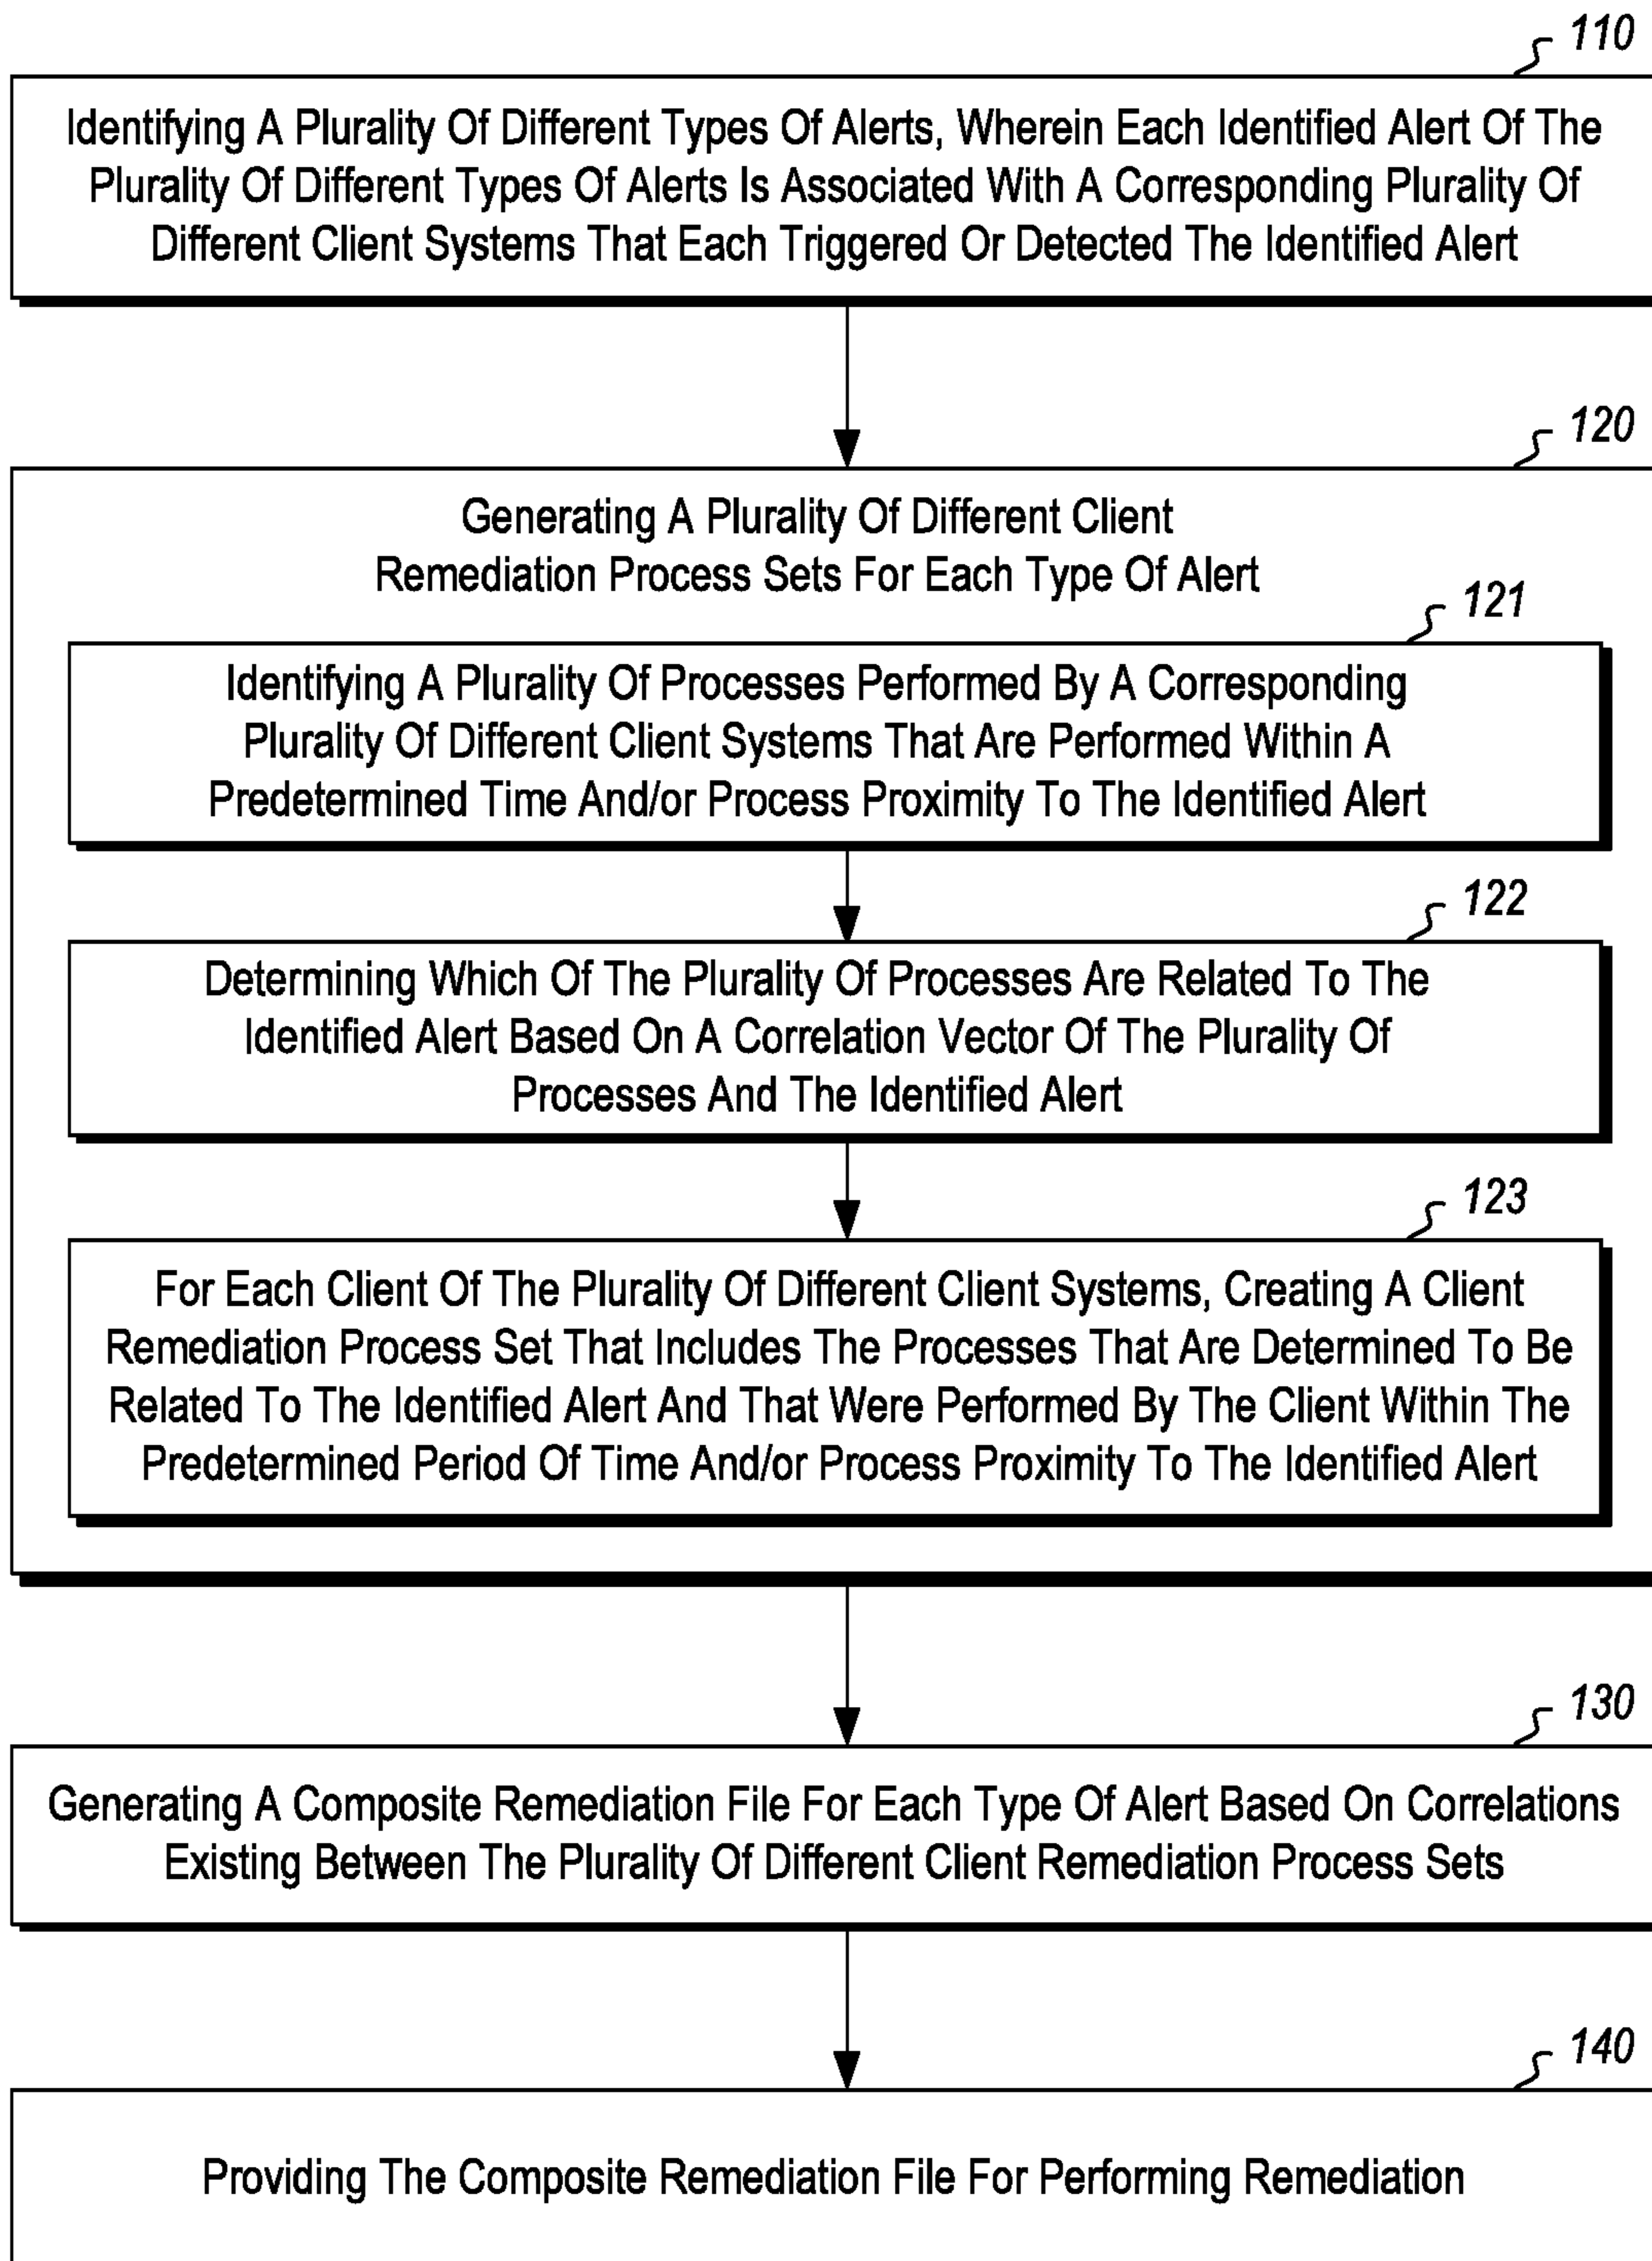 110
Identifying A Plurality Of Different Types Of Alerts, Wherein Each Identified Alert Of The
Plurality Of Different Types Of Alerts Is Associated With A Corresponding Plurality Of
Different Client Systems That Each Triggered Or Detected The Identified Alert
120
Generating A Plurality Of Different Client
Remediation Process Sets For Each Type Of Alert
121
Identifying A Plurality Of Processes Performed By A Corresponding
Plurality Of Different Client Systems That Are Performed Within A
Predetermined Time And/or Process Proximity To The Identified Alert
122
Determining Which Of The Plurality Of Processes Are Related To The
Identified Alert Based On A Correlation Vector Of The Plurality Of
Processes And The Identified Alert
123
For Each Client Of The Plurality Of Different Client Systems, Creating A Client
Remediation Process Set That Includes The Processes That Are Determined To Be
Related To The Identified Alert And That Were Performed By The Client Within The
Predetermined Period Of Time And/or Process Proximity To The Identified Alert
130
Generating A Composite Remediation File For Each Type Of Alert Based On Correlations
Existing Between The Plurality Of Different Client Remediation Process Sets
140
Providing The Composite Remediation File For Performing Remediation